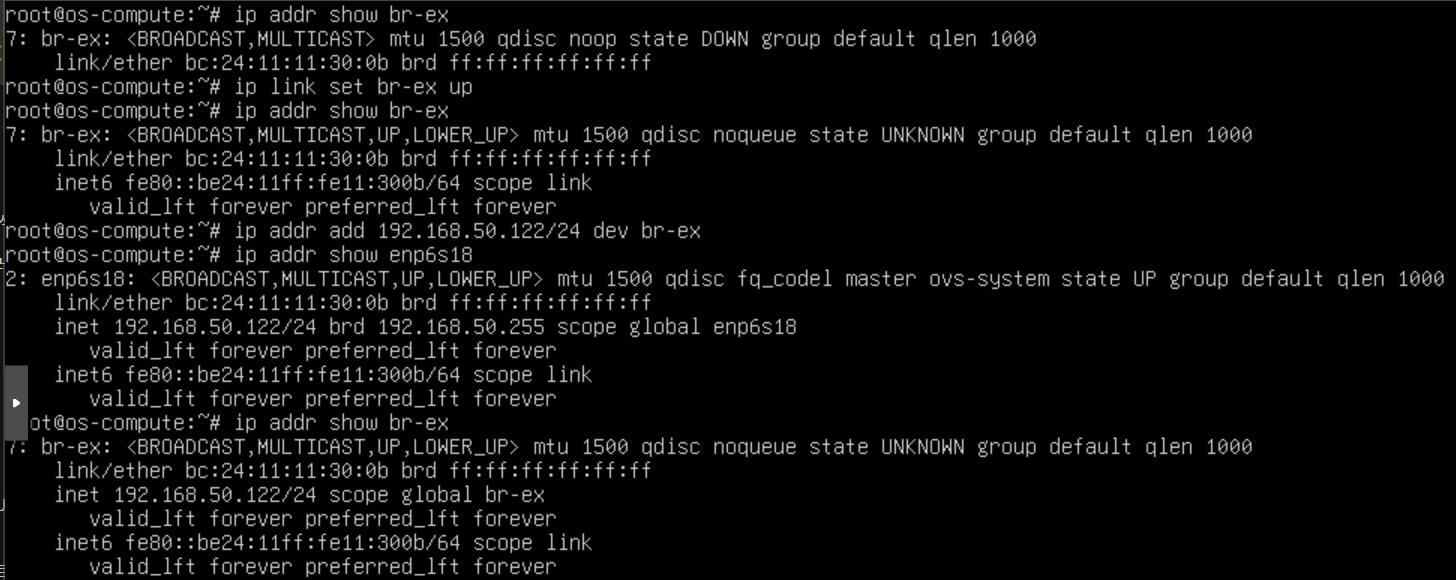 root@os-compute:~# ip addr show br-ex
7: br-ex: <BROADCAST,MULTICAST> mtu 1500 qdisc noop state DOWN group default qlen 1000
    link/ether bc:24:11:11:30:0b brd ff:ff:ff:ff:ff:ff
root@os-compute:~# ip link set br-ex up
root@os-compute:~# ip addr show br-ex
7: br-ex: <BROADCAST,MULTICAST,UP,LOWER_UP> mtu 1500 qdisc noqueue state UNKNOWN group default qlen 1000
    link/ether bc:24:11:11:30:0b brd ff:ff:ff:ff:ff:ff
    inet6 fe80::be24:11ff:fe11:300b/64 scope link
       valid_lft forever preferred_lft forever
root@os-compute:~# ip addr add 192.168.50.122/24 dev br-ex
root@os-compute:~# ip addr show enp6s18
2: enp6s18: <BROADCAST,MULTICAST,UP,LOWER_UP> mtu 1500 qdisc fq_codel master ovs-system state UP group default qlen 1000
    link/ether bc:24:11:11:30:0b brd ff:ff:ff:ff:ff:ff
    inet 192.168.50.122/24 brd 192.168.50.255 scope global enp6s18
       valid_lft forever preferred_lft forever
    inet6 fe80::be24:11ff:fe11:300b/64 scope link
       valid_lft forever preferred_lft forever
ot@os-compute:~# ip addr show br-ex
7: br-ex: <BROADCAST,MULTICAST,UP,LOWER_UP> mtu 1500 qdisc noqueue state UNKNOWN group default qlen 1000
    link/ether bc:24:11:11:30:0b brd ff:ff:ff:ff:ff:ff
    inet 192.168.50.122/24 scope global br-ex
       valid_lft forever preferred_lft forever
    inet6 fe80::be24:11ff:fe11:300b/64 scope link
       valid_lft forever preferred_lft forever